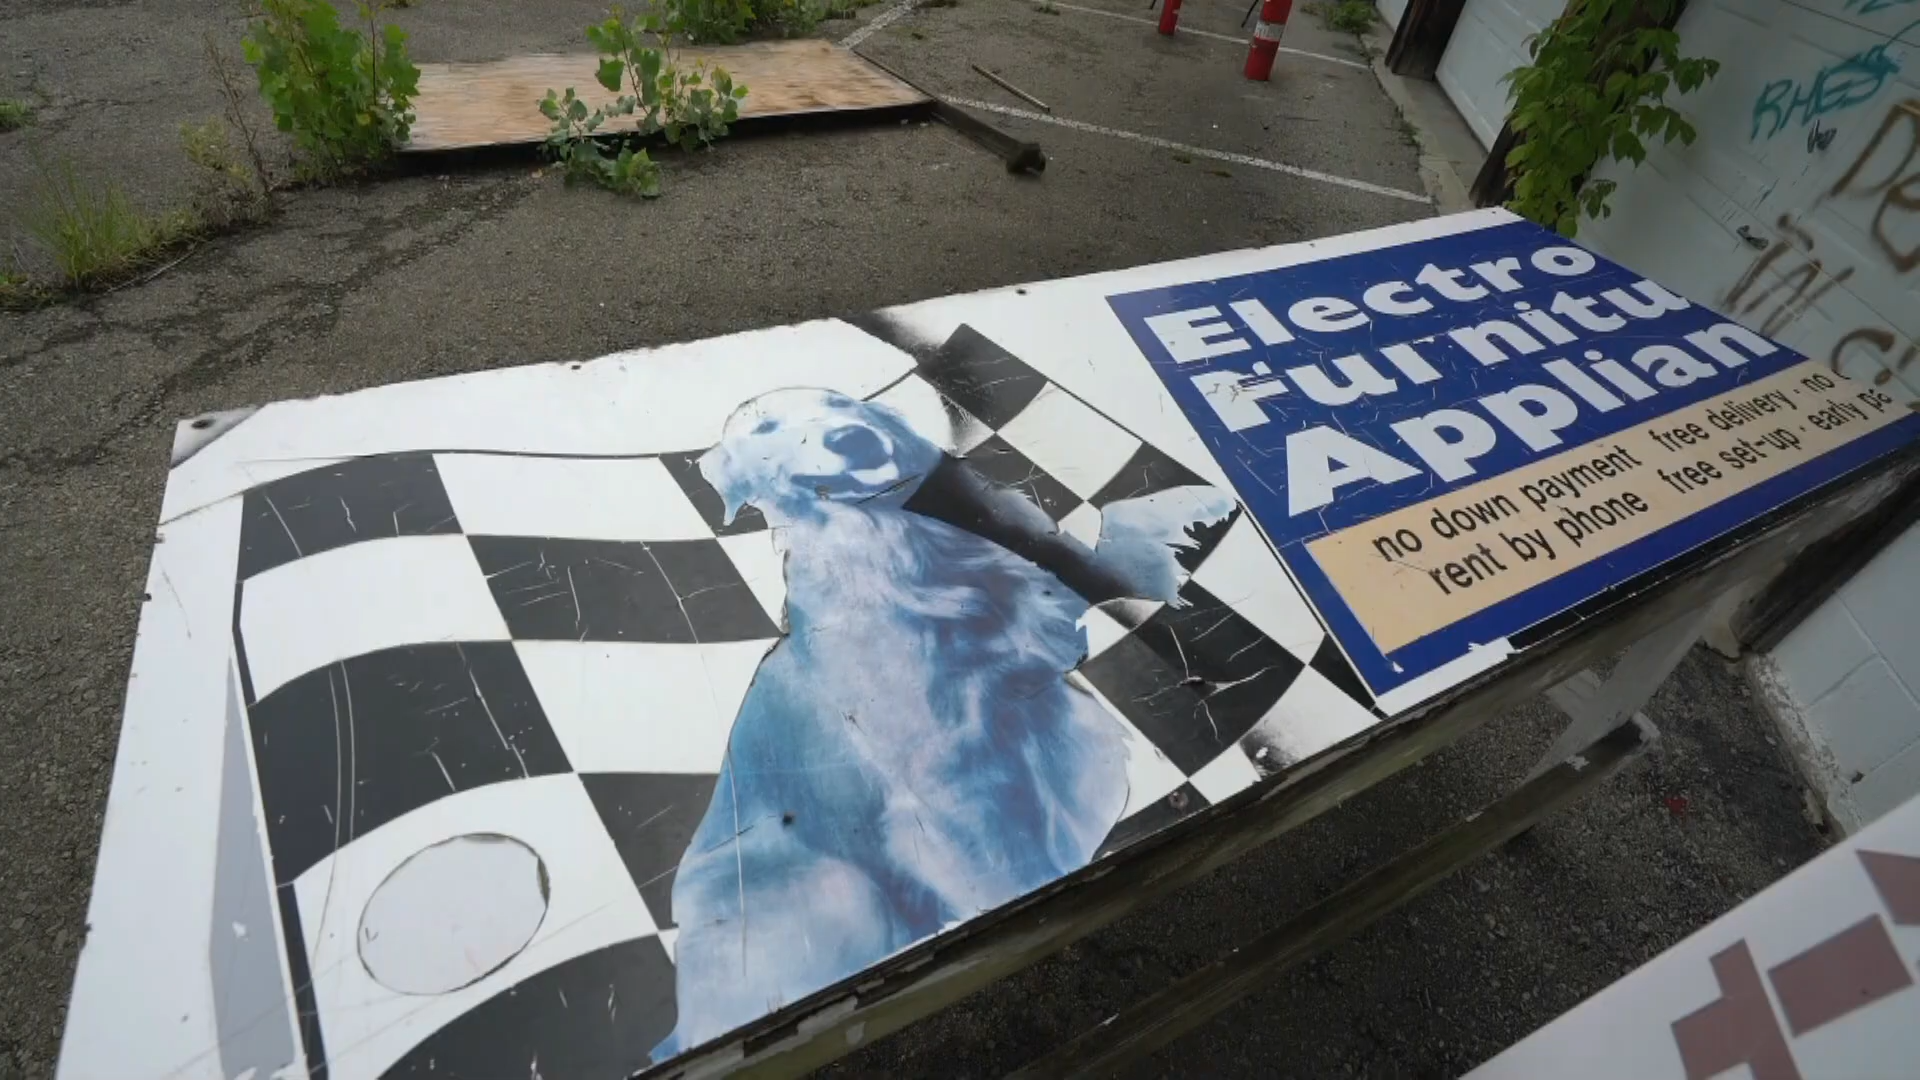 Electro
Furnitu
Applian
no down payment free delivery · no
rent by phone free set-up · early pa
RHES